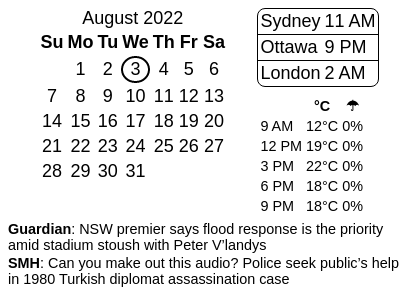 August 2022
Su Mo Tu We Th Fr Sa
1 2 3 4 5 6
7 8 9 10 11 12 13
14 15 16 17 18 19 20
21 22 23 24 25 26 27
28 29 30 31
Sydney 11 AM
Ottawa 9 PM
London 2 AM
°C ☂
9 AM 12°C 0%
12 PM 19°C 0%
3 PM 22°C 0%
6 PM 18°C 0%
9 PM 18°C 0%
Guardian: NSW premier says flood response is the priority
amid stadium stoush with Peter V’landys
SMH: Can you make out this audio? Police seek public’s help
in 1980 Turkish diplomat assassination case